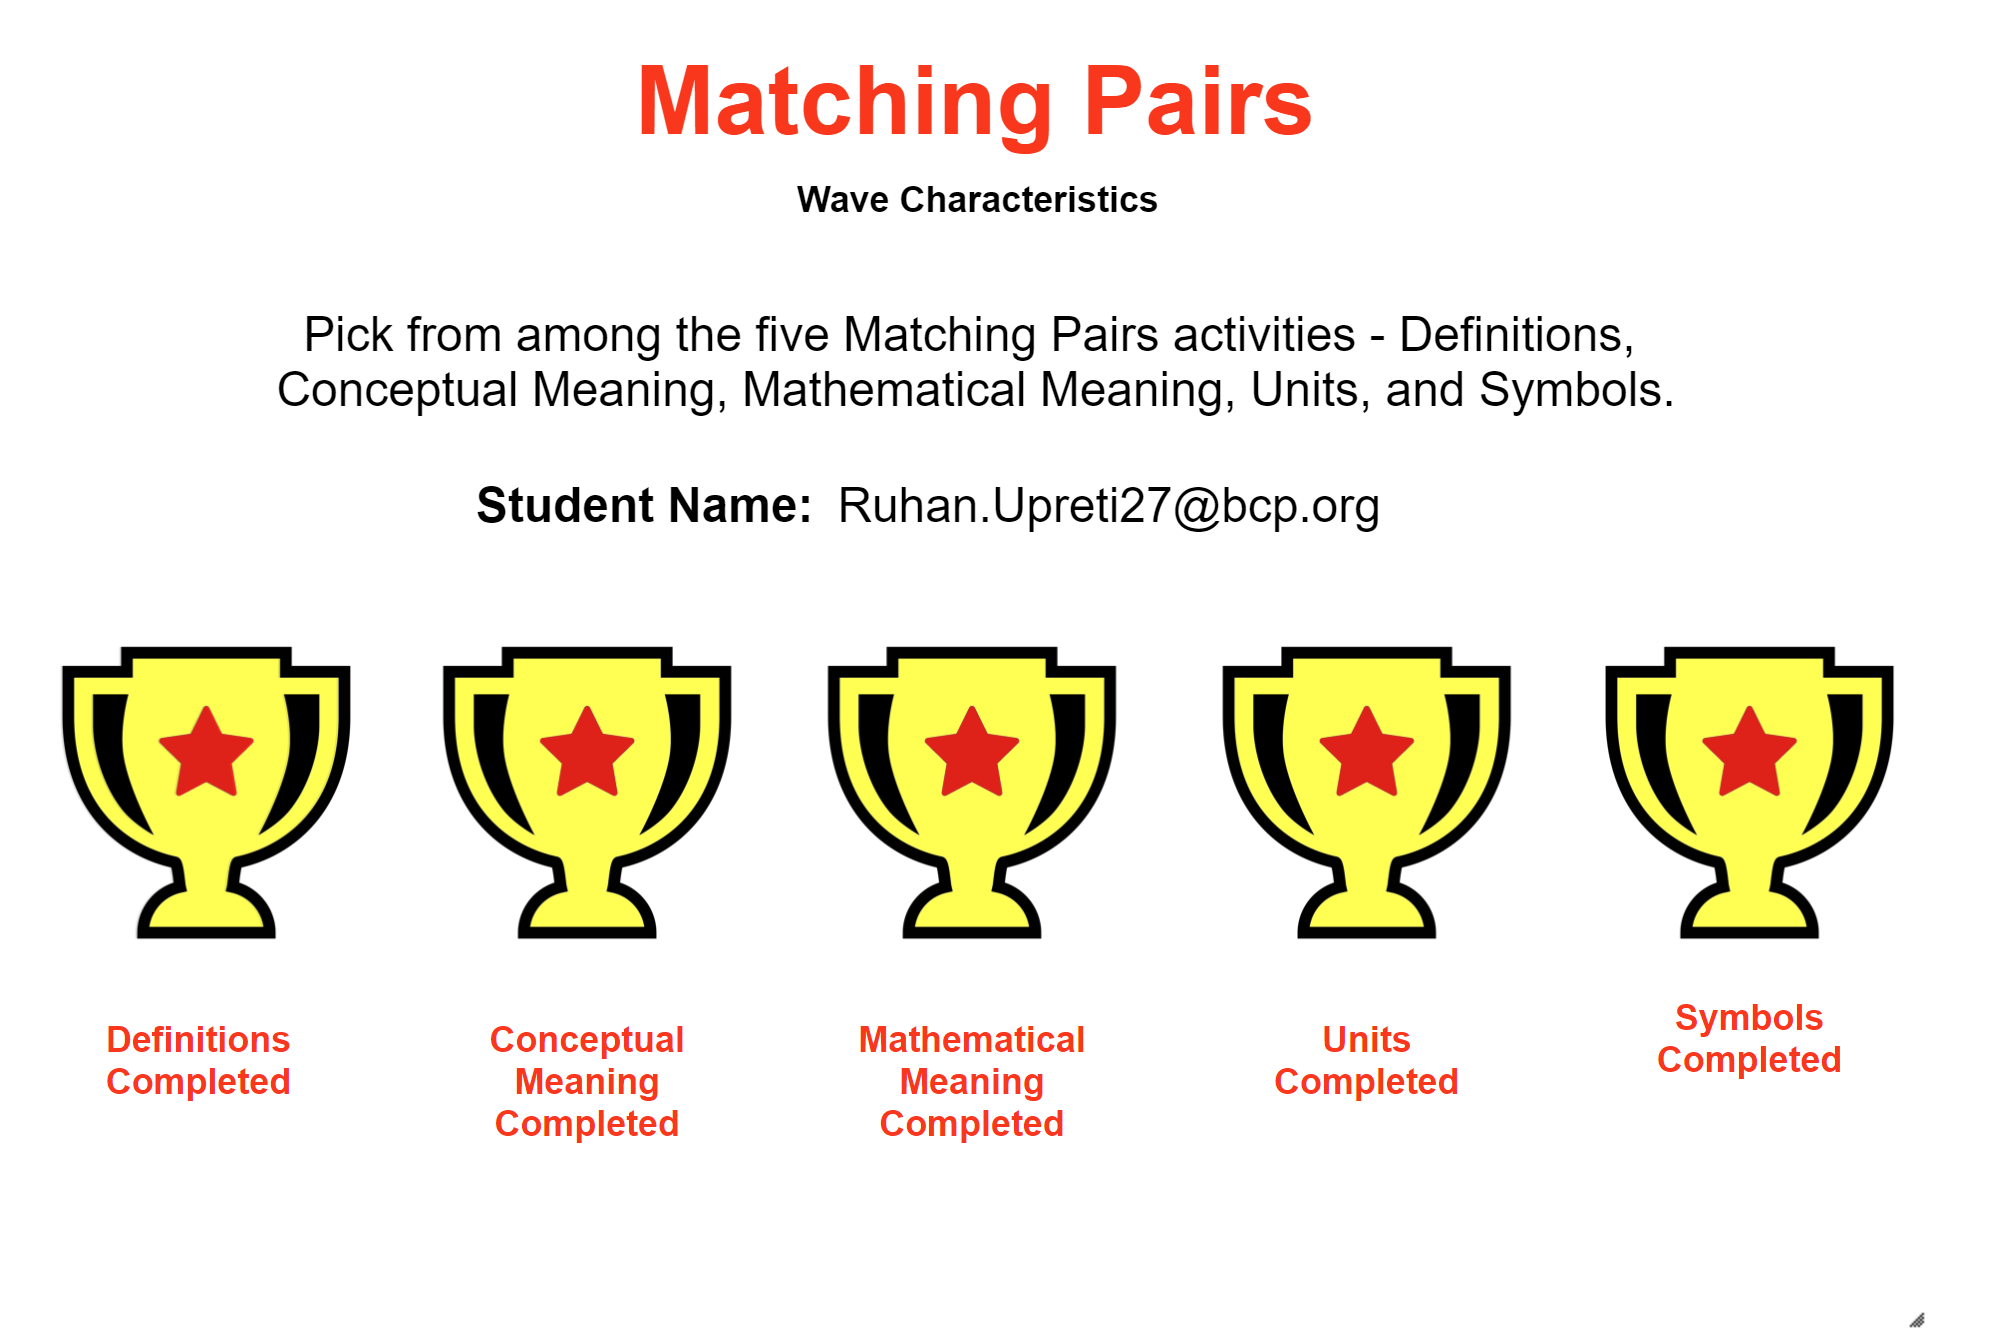 Matching Pairs
Wave Characteristics
Pick from among the five Matching Pairs activities - Definitions,
Conceptual Meaning, Mathematical Meaning, Units, and Symbols.
Student Name: Ruhan.Upreti27@bcp.org
Definitions
Completed
Conceptual
Meaning
Completed
Mathematical
Meaning
Completed
Units
Completed
Symbols
Completed